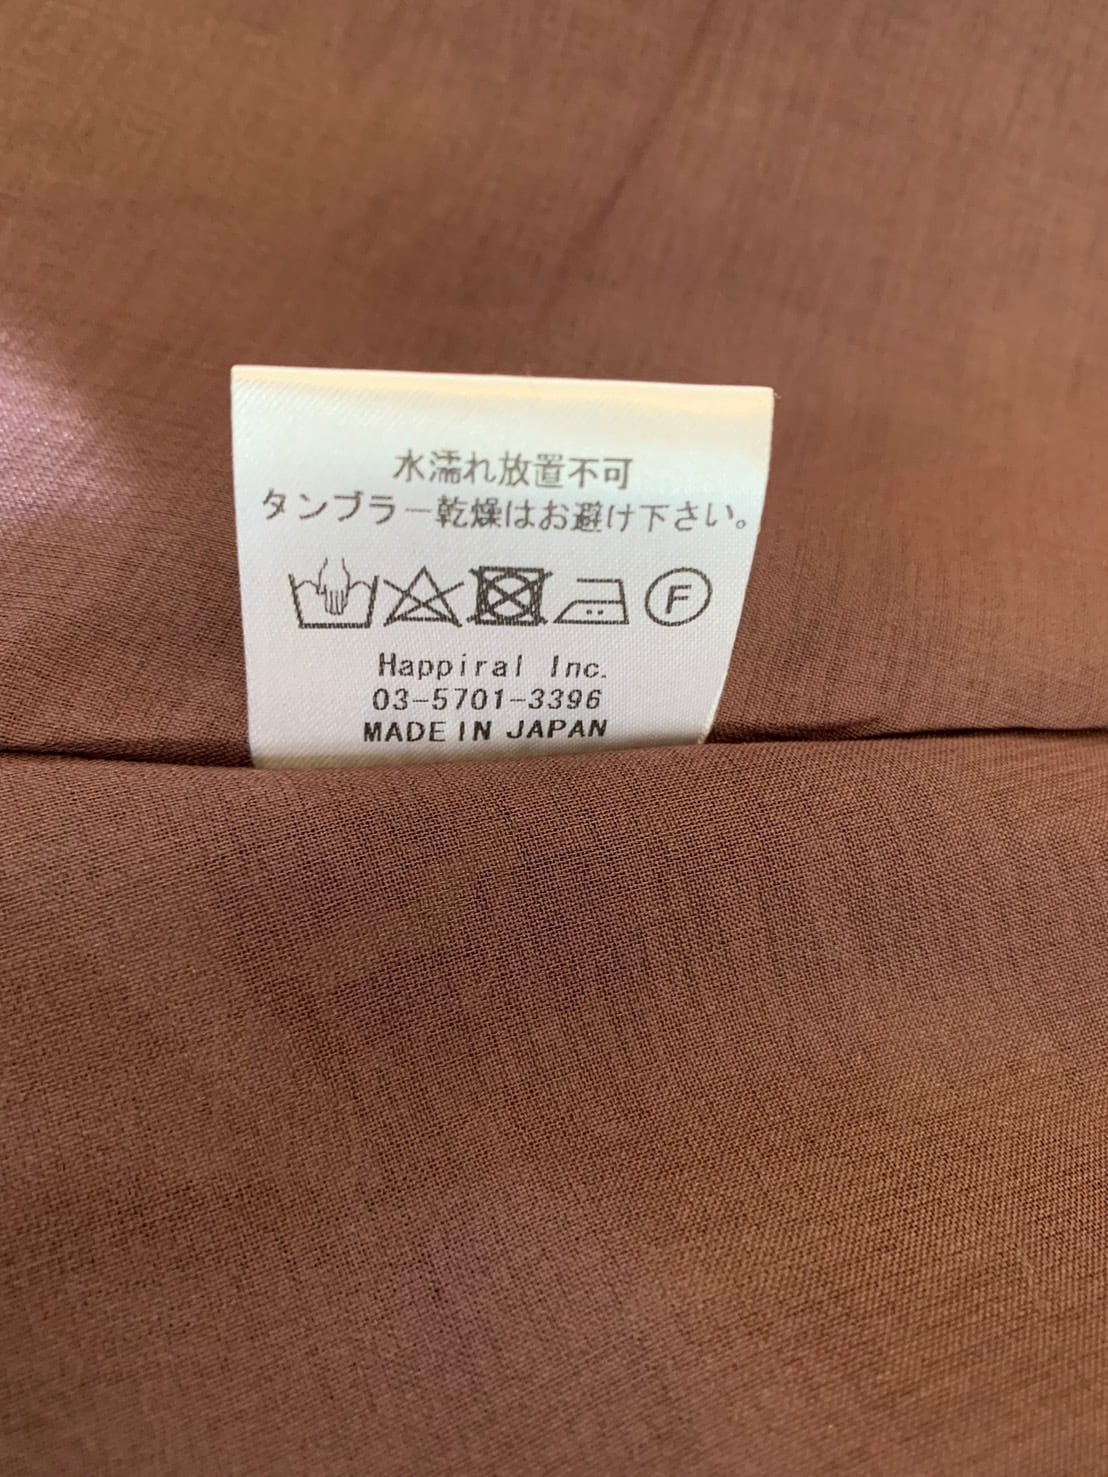 水濡れ放置不可
タンブラー乾燥はお避け下さい。
F
Happiral Inc.
03-5701-3396
MADE IN JAPAN